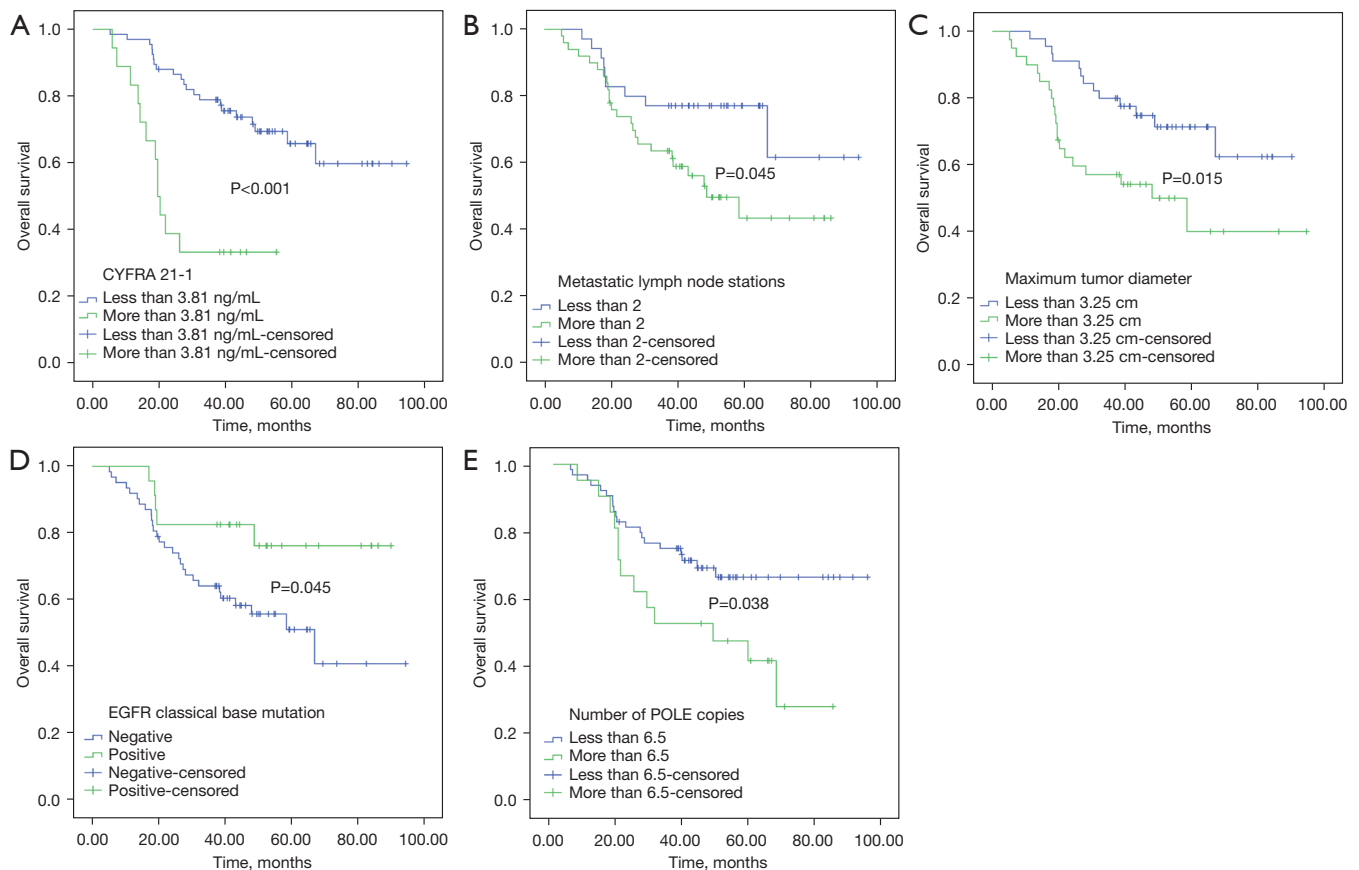 A
1.0
0.8
0.6
0.4
0.2
0.0
Overall survival
P<0.001
CYFRA 21-1
Less than 3.81 ng/mL
More than 3.81 ng/mL
Less than 3.81 ng/mL-censored
More than 3.81 ng/mL-censored
0.00 20.00 40.00 60.00 80.00 100.00
Time, months
B
1.0
0.8
0.6
0.4
0.2
0.0
Overall survival
P=0.045
Metastatic lymph node stations
Less than 2
More than 2
Less than 2-censored
More than 2-censored
0.00 20.00 40.00 60.00 80.00 100.00
Time, months
C
1.0
0.8
0.6
0.4
0.2
0.0
Overall survival
P=0.015
Maximum tumor diameter
Less than 3.25 cm
More than 3.25 cm
Less than 3.25 cm-censored
More than 3.25 cm-censored
0.00 20.00 40.00 60.00 80.00 100.00
Time, months
D
1.0
0.8
0.6
0.4
0.2
0.0
Overall survival
P=0.045
EGFR classical base mutation
Negative
Positive
Negative-censored
Positive-censored
0.00 20.00 40.00 60.00 80.00 100.00
Time, months
E
1.0
0.8
0.6
0.4
0.2
0.0
Overall survival
P=0.038
Number of POLE copies
Less than 6.5
More than 6.5
Less than 6.5-censored
More than 6.5-censored
0.00 20.00 40.00 60.00 80.00 100.00
Time, months